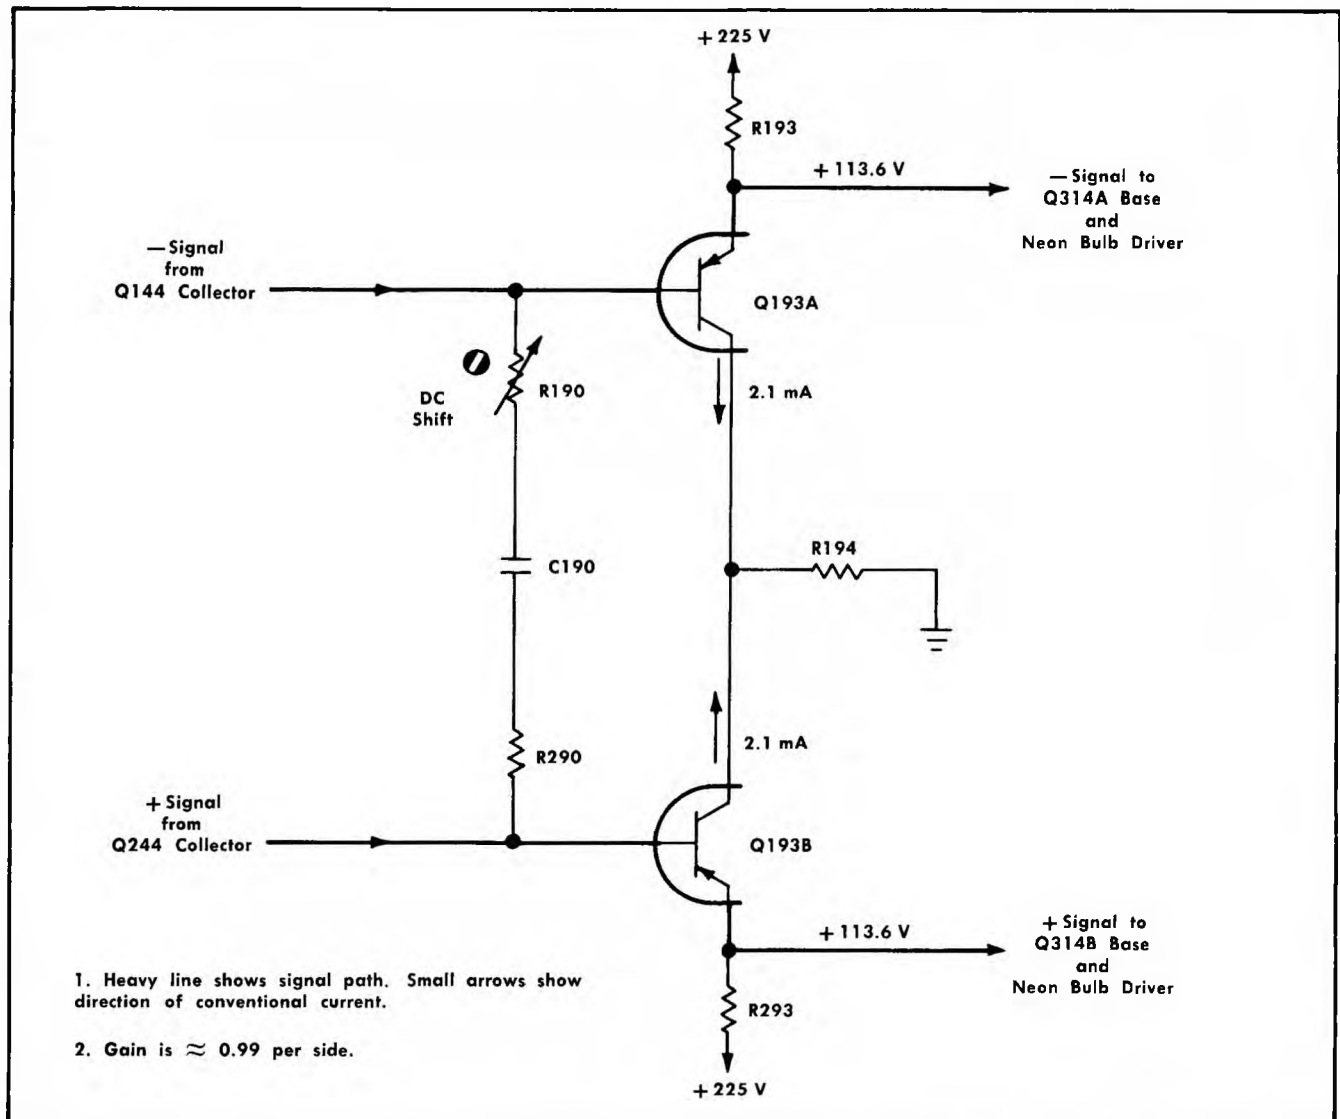 +225 V
R193
+113.6 V
—Signal to
Q314A Base
and
Neon Bulb Driver
—Signal
from
Q144 Collector
Q193A
DC
Shift
R190
2.1 mA
C190
R194
R290
2.1 mA
+Signal
from
Q244 Collector
Q193B
+113.6 V
+Signal to
Q314B Base
and
Neon Bulb Driver
1. Heavy line shows signal path. Small arrows show
direction of conventional current.
R293
2. Gain is ≈ 0.99 per side.
+225 V